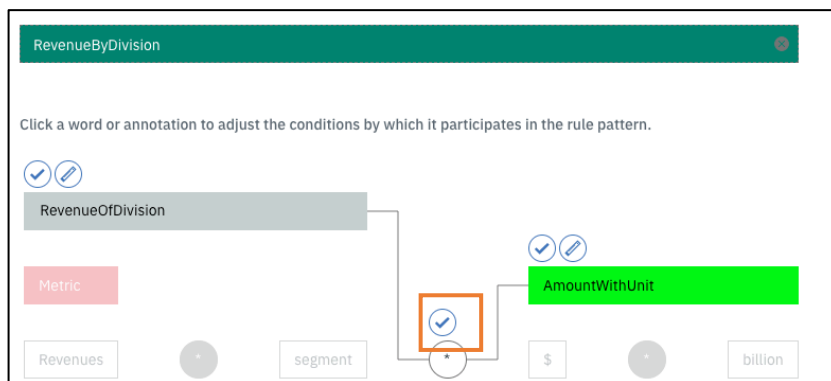 RevenueByDivision
Click a word or annotation to adjust the conditions by which it participates in the rule pattern.
RevenueOfDivision
Metric
AmountWithUnit
Revenues * segment * $ * billion